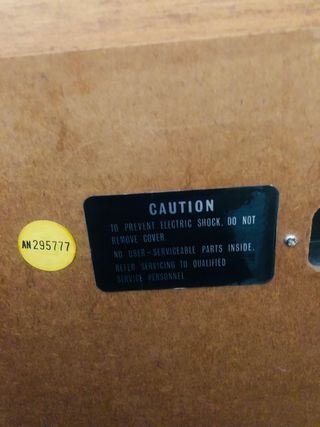 CAUTION
TO PREVENT ELECTRIC SHOCK, DO NOT
REMOVE COVER.
NO USER-SERVICEABLE PARTS INSIDE.
REFER SERVICING TO QUALIFIED
SERVICE PERSONNEL.
AN 295777